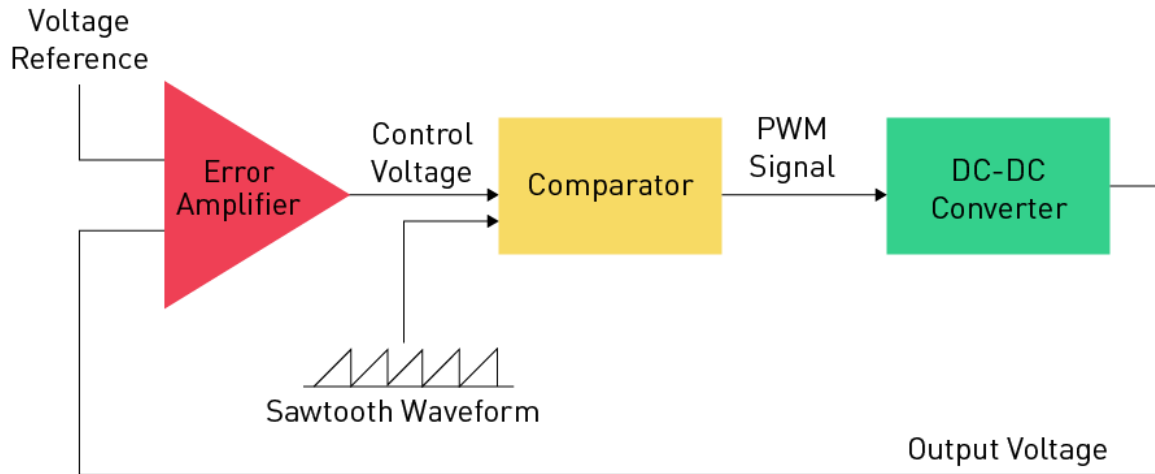 Voltage
Reference
Error
Amplifier
Control
Voltage
Comparator
PWM
Signal
DC-DC
Converter
Sawtooth Waveform
Output Voltage